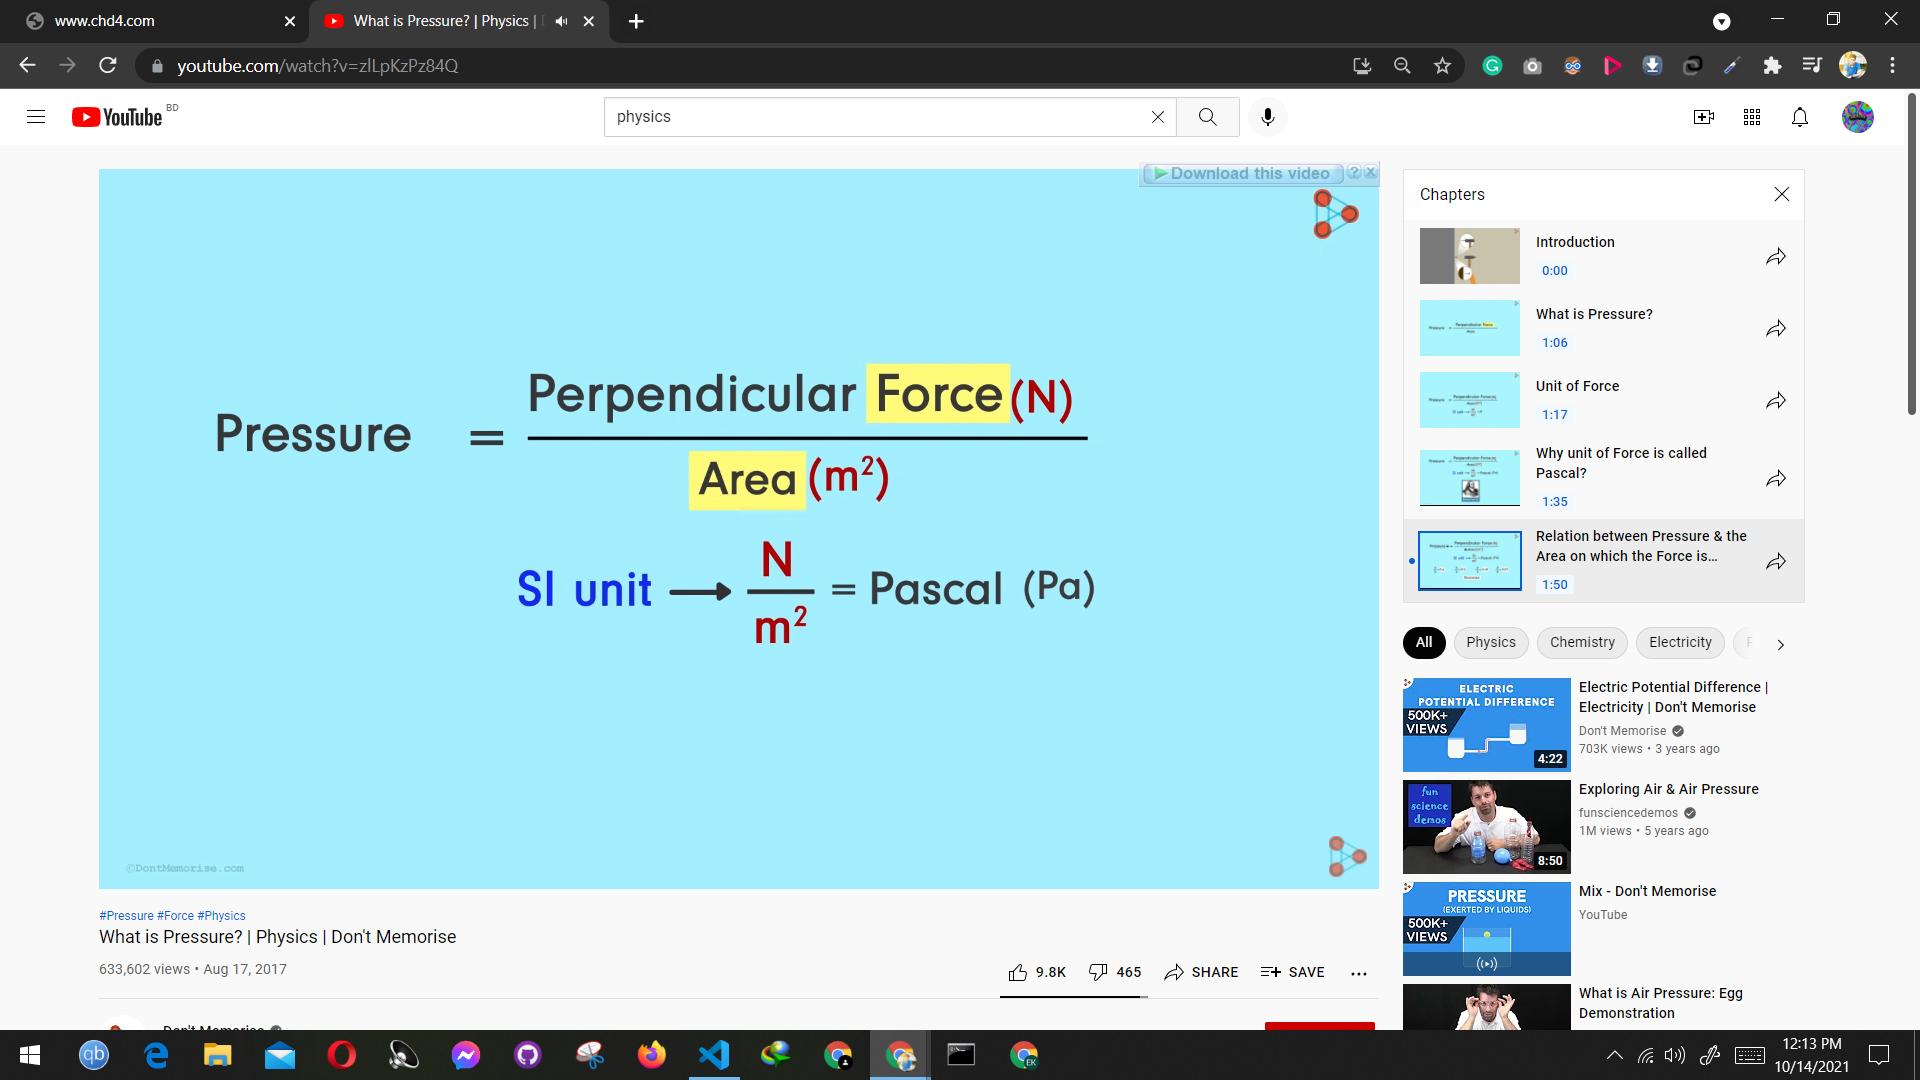 www.chd4.com
What is Pressure? | Physics |
youtube.com/watch?v=zlLpKzPz84Q
YouTube BD
physics
Download this video ? X
Pressure = Perpendicular Force (N)
Area (m²)
SI unit → N = Pascal (Pa)
m²
©DontMemorise.com
#Pressure #Force #Physics
What is Pressure? | Physics | Don't Memorise
633,602 views • Aug 17, 2017
9.8K 465 SHARE SAVE
Don't Memorise
Chapters
Introduction
0:00
What is Pressure?
1:06
Unit of Force
1:17
Why unit of Force is called
Pascal?
1:35
Relation between Pressure & the
Area on which the Force is...
1:50
All Physics Chemistry Electricity
ELECTRIC
POTENTIAL DIFFERENCE
500K+
VIEWS
4:22
Electric Potential Difference |
Electricity | Don't Memorise
Don't Memorise
703K views • 3 years ago
fun
science
demos
8:50
Exploring Air & Air Pressure
funsciencedemos
1M views • 5 years ago
PRESSURE
(EXERTED BY LIQUIDS)
500K+
VIEWS
Mix - Don't Memorise
YouTube
What is Air Pressure: Egg
Demonstration
qb
EK
12:13 PM
10/14/2021